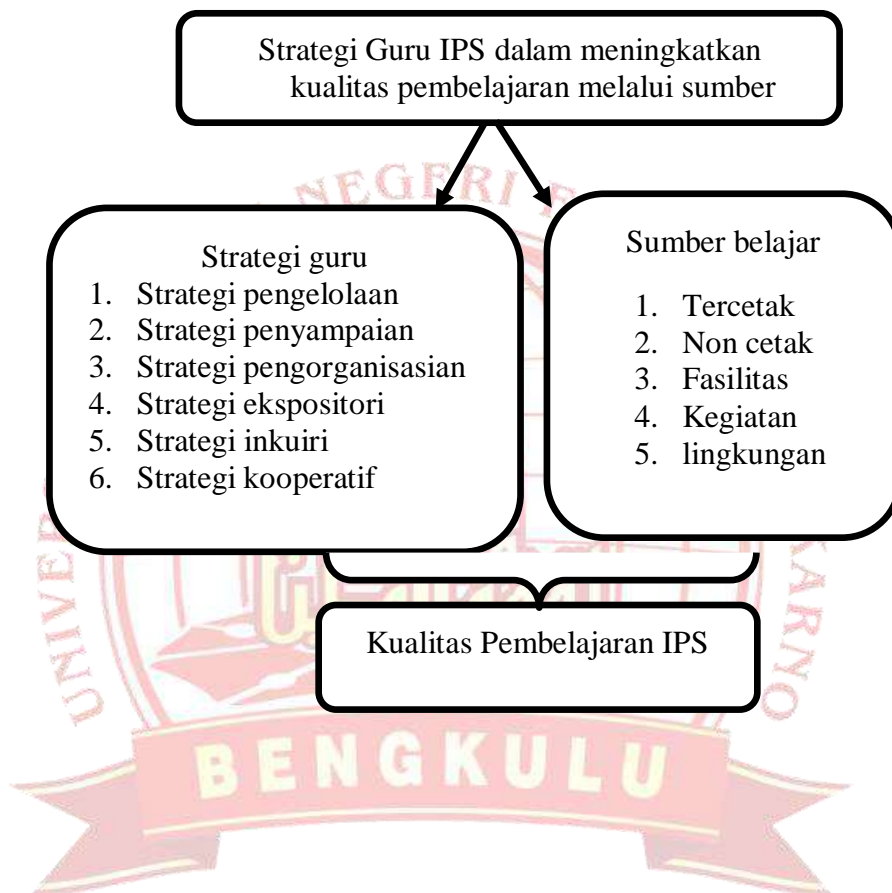 Strategi Guru IPS dalam meningkatkan
kualitas pembelajaran melalui sumber
Strategi guru
1. Strategi pengelolaan
2. Strategi penyampaian
3. Strategi pengorganisasian
4. Strategi ekspositori
5. Strategi inkuiri
6. Strategi kooperatif
Sumber belajar
1. Tercetak
2. Non cetak
3. Fasilitas
4. Kegiatan
5. lingkungan
Kualitas Pembelajaran IPS
NEGERI
BENGKULU